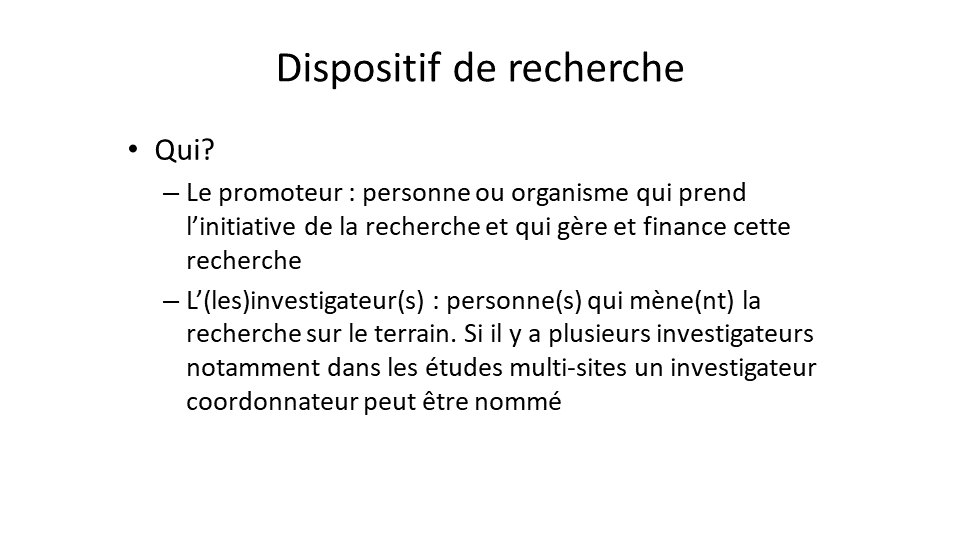 Dispositif de recherche
• Qui?
– Le promoteur : personne ou organisme qui prend
l’initiative de la recherche et qui gère et finance cette
recherche
– L’(les)investigateur(s) : personne(s) qui mène(nt) la
recherche sur le terrain. Si il y a plusieurs investigateurs
notamment dans les études multi-sites un investigateur
coordonnateur peut être nommé